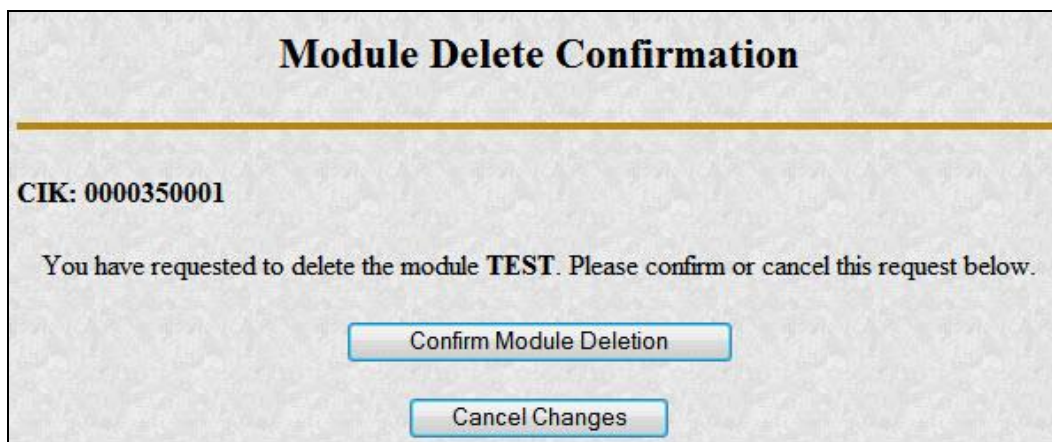 Module Delete Confirmation
CIK: 0000350001
You have requested to delete the module TEST. Please confirm or cancel this request below.
Confirm Module Deletion
Cancel Changes